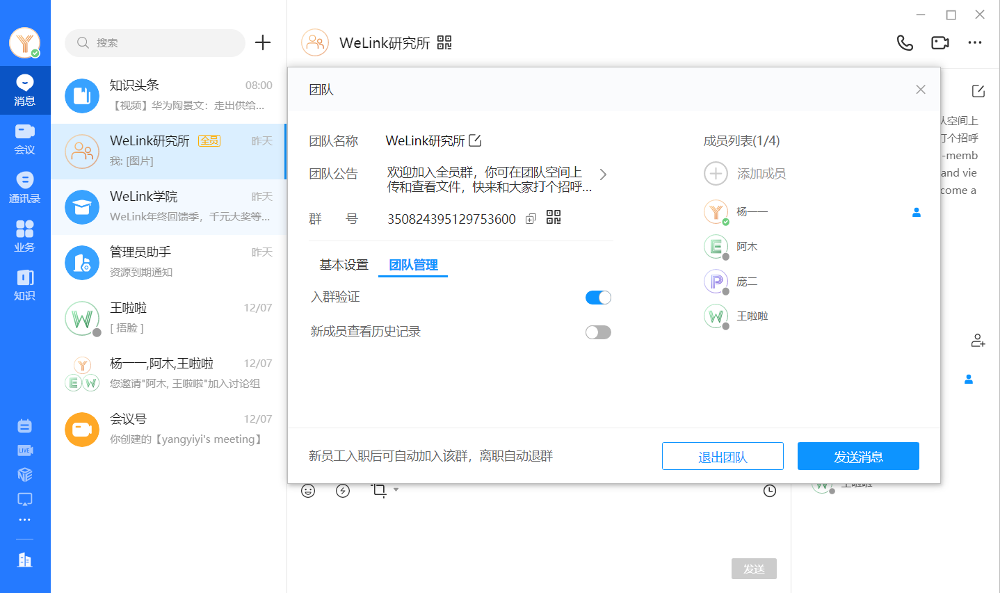 搜索
WeLink研究所
消息
会议
通讯录
业务
知识
LIVE
知识头条
08:00
【视频】华为陶景文：走出供给...
WeLink研究所
全员
昨天
我: [图片]
WeLink学院
昨天
WeLink年终回馈季，千元大奖等...
管理员助手
昨天
资源到期通知
王啦啦
12/07
[ 捂脸 ]
杨一一,阿木,王啦啦
12/07
您邀请"阿木, 王啦啦"加入讨论组
会议号
12/07
你创建的【yangyiyi's meeting】
团队
团队名称
WeLink研究所
团队公告
欢迎加入全员群，你可在团队空间上
传和查看文件，快来和大家打个招呼...
群 号
350824395129753600
基本设置
团队管理
入群验证
新成员查看历史记录
成员列表(1/4)
添加成员
杨一一
阿木
庞二
王啦啦
新员工入职后可自动加入该群，离职自动退群
退出团队
发送消息
空间上
打个招呼
-memb
and vie
come a
王啦啦
发送